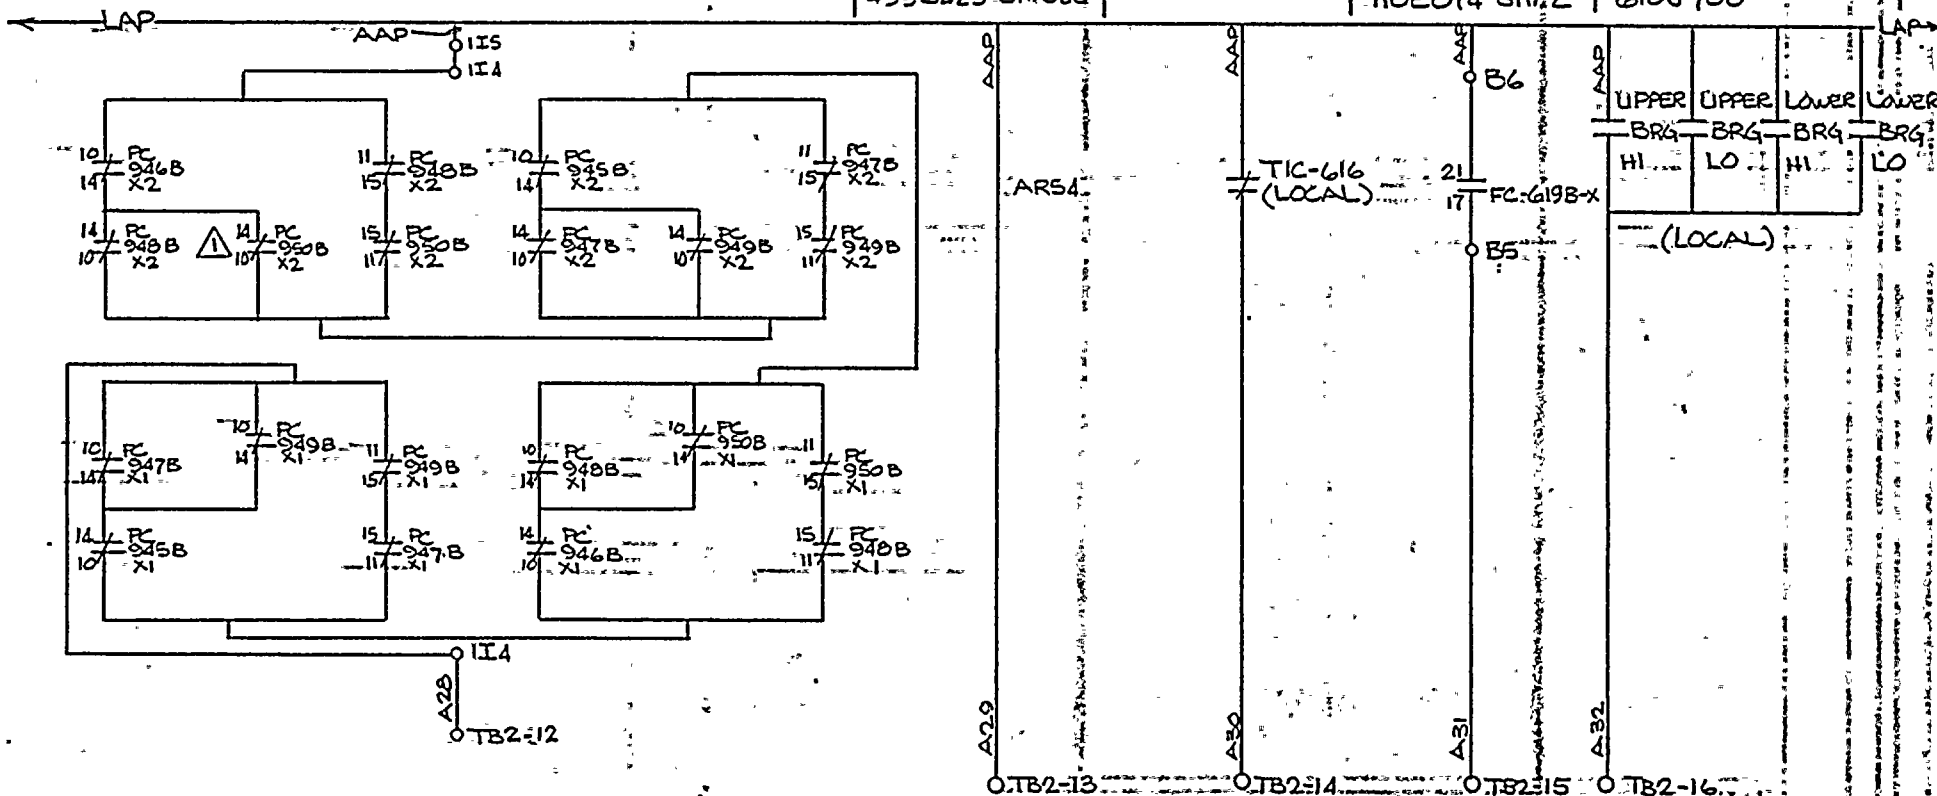 LAP
AAP
1I5
1I4
10 PC
14 946B
X2
11 PC
15 948B
X2
14 PC
10 948B
X2
1
14 PC
10 950B
X2
15 PC
11 950B
X2
10 PC
14 945B
X2
11 PC
15 947B
X2
14 PC
10 947B
X2
14 PC
10 949B
X2
15 PC
11 949B
X2
10 PC
14 947B
X1
10 PC
14 949B
X1
11 PC
15 949B
X1
14 PC
10 945B
X1
15 PC
11 947B
X1
10 PC
14 948B
X1
10 PC
14 950B
X1
11 PC
15 950B
X1
14 PC
10 946B
X1
15 PC
11 948B
X1
1I4
A28
TB2-12
AAP
AR54
A29
TB2-13
AAP
TIC-616
(LOCAL)
A30
TB2-14
AAP
B6
21
17 FC-619B-X
B5
A31
TB2-15
AAP
LAP
UPPER BRG HI
UPPER BRG LO
LOWER BRG HI
LOWER BRG LO
(LOCAL)
A32
TB2-16